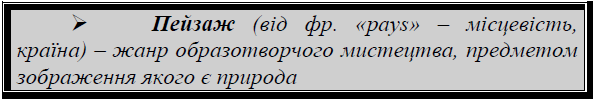 ➢ Пейзаж (від фр. «pays» – місцевість,
країна) – жанр образотворчого мистецтва, предметом
зображення якого є природа